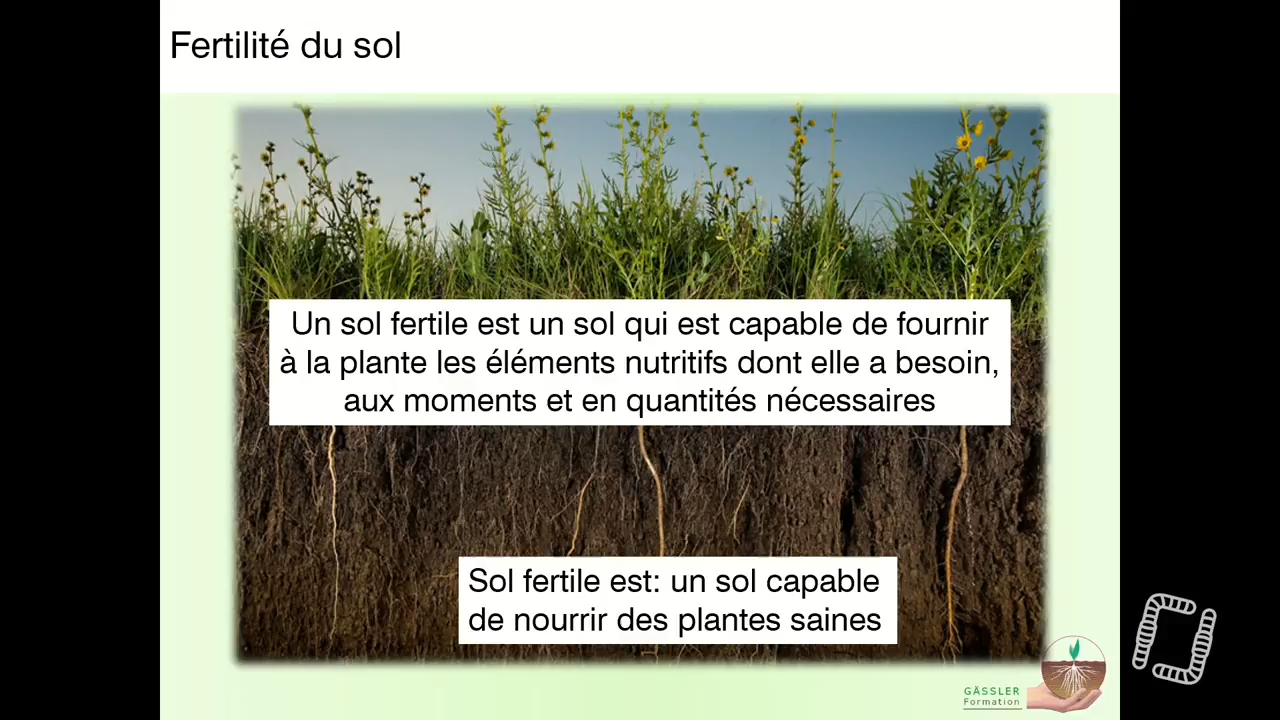 Fertilité du sol
Un sol fertile est un sol qui est capable de fournir
à la plante les éléments nutritifs dont elle a besoin,
aux moments et en quantités nécessaires
Sol fertile est: un sol capable
de nourrir des plantes saines
GÄSSLER
Formation